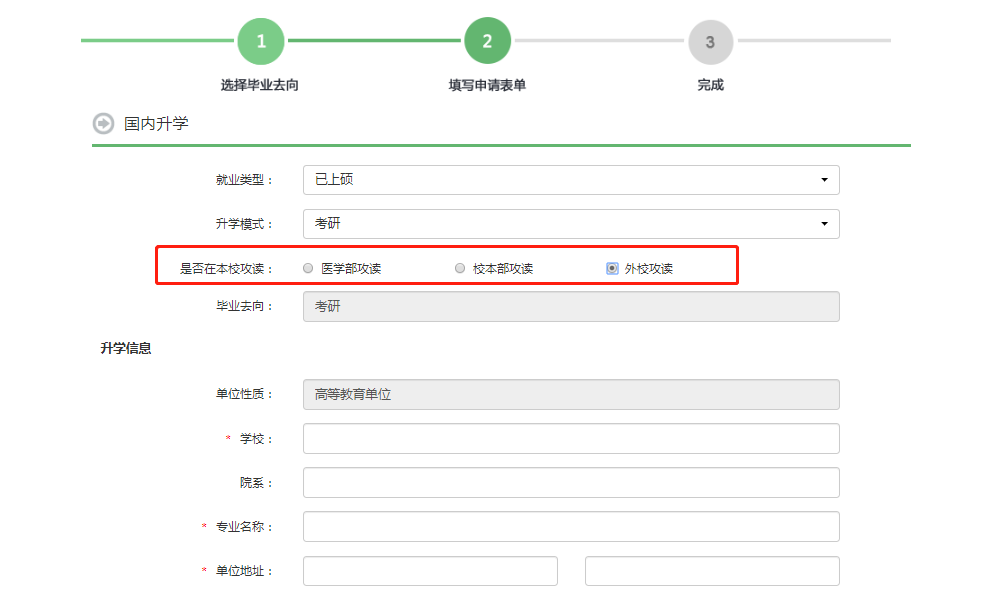 1 2 3
选择毕业去向 填写申请表单 完成
国内升学
就业类型： 已上硕
升学模式： 考研
是否在本校攻读： 医学部攻读 校本部攻读 外校攻读
毕业去向： 考研
升学信息
单位性质： 高等教育单位
* 学校：
院系：
* 专业名称：
* 单位地址：